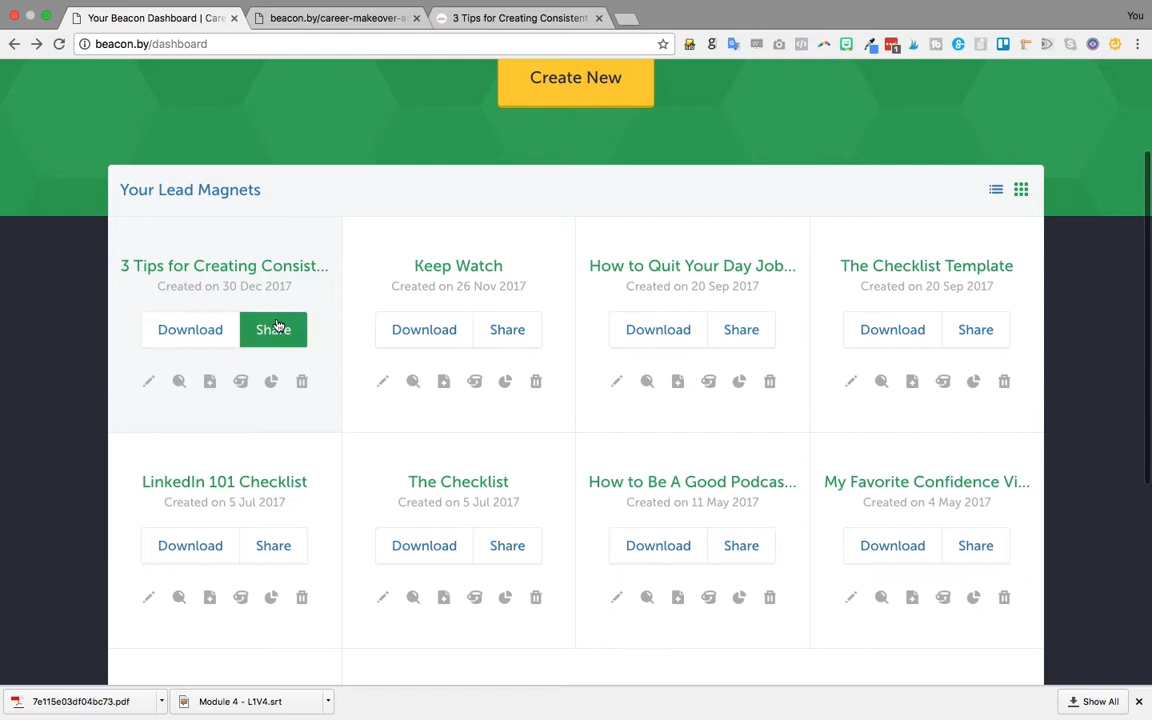 Your Beacon Dashboard | Care
beacon.by/career-makeover-a
3 Tips for Creating Consistent
You
beacon.by/dashboard
1
Create New
Your Lead Magnets
3 Tips for Creating Consist...
Keep Watch
How to Quit Your Day Job...
The Checklist Template
Created on 30 Dec 2017
Created on 26 Nov 2017
Created on 20 Sep 2017
Created on 20 Sep 2017
Download Share
Download Share
Download Share
Download Share
LinkedIn 101 Checklist
The Checklist
How to Be A Good Podcas...
My Favorite Confidence Vi...
Created on 5 Jul 2017
Created on 5 Jul 2017
Created on 11 May 2017
Created on 4 May 2017
Download Share
Download Share
Download Share
Download Share
7e115e03df04bc73.pdf
Module 4 - L1V4.srt
Show All